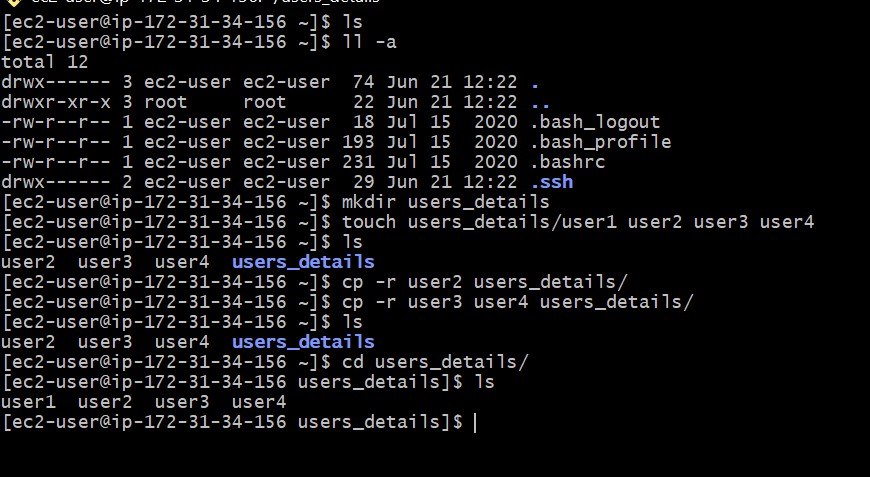 [ec2-user@ip-172-31-34-156 ~]$ ls
[ec2-user@ip-172-31-34-156 ~]$ ll -a
total 12
drwx------ 3 ec2-user ec2-user  74 Jun 21 12:22 .
drwxr-xr-x 3 root     root      22 Jun 21 12:22 ..
-rw-r--r-- 1 ec2-user ec2-user  18 Jul 15  2020 .bash_logout
-rw-r--r-- 1 ec2-user ec2-user 193 Jul 15  2020 .bash_profile
-rw-r--r-- 1 ec2-user ec2-user 231 Jul 15  2020 .bashrc
drwx------ 2 ec2-user ec2-user  29 Jun 21 12:22 .ssh
[ec2-user@ip-172-31-34-156 ~]$ mkdir users_details
[ec2-user@ip-172-31-34-156 ~]$ touch users_details/user1 user2 user3 user4
[ec2-user@ip-172-31-34-156 ~]$ ls
user2  user3  user4  users_details
[ec2-user@ip-172-31-34-156 ~]$ cp -r user2 users_details/
[ec2-user@ip-172-31-34-156 ~]$ cp -r user3 user4 users_details/
[ec2-user@ip-172-31-34-156 ~]$ ls
user2  user3  user4  users_details
[ec2-user@ip-172-31-34-156 ~]$ cd users_details/
[ec2-user@ip-172-31-34-156 users_details]$ ls
user1  user2  user3  user4
[ec2-user@ip-172-31-34-156 users_details]$